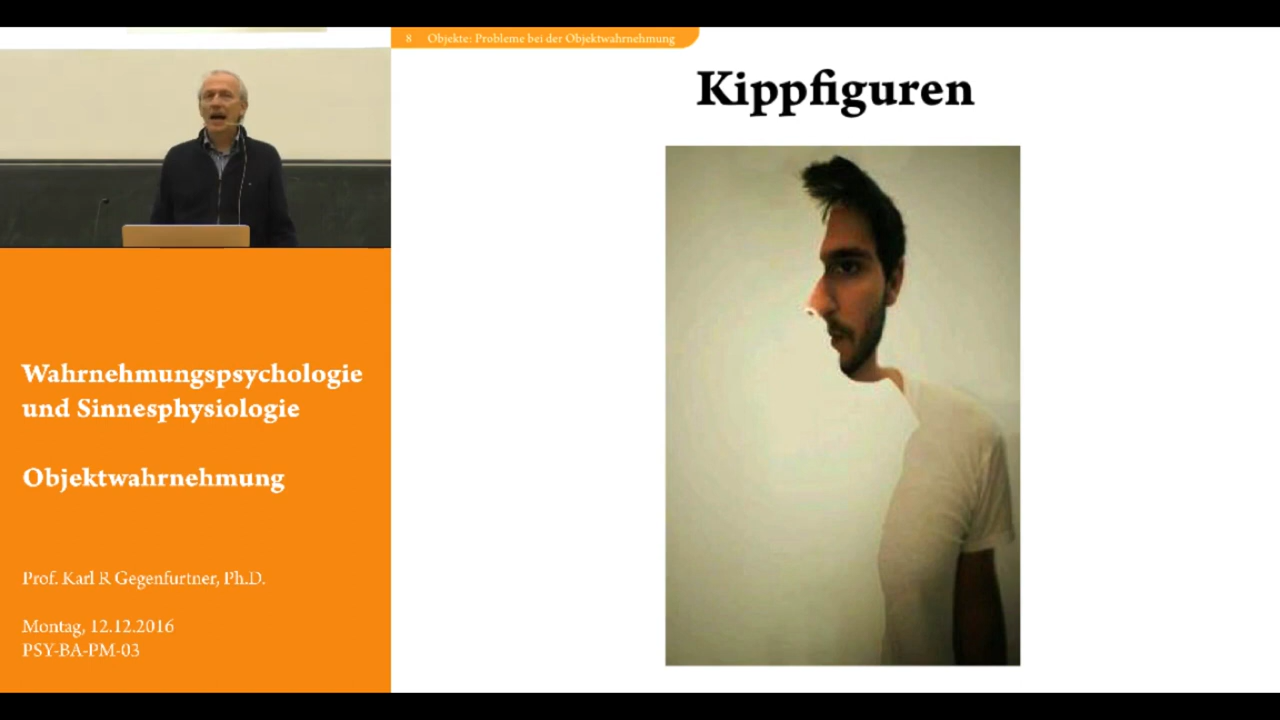 8 Objekte: Probleme bei der Objektwahrnehmung
Kippfiguren
Wahrnehmungspsychologie
und Sinnesphysiologie
Objektwahrnehmung
Prof. Karl R Gegenfurtner, Ph.D.
Montag, 12.12.2016
PSY-BA-PM-03